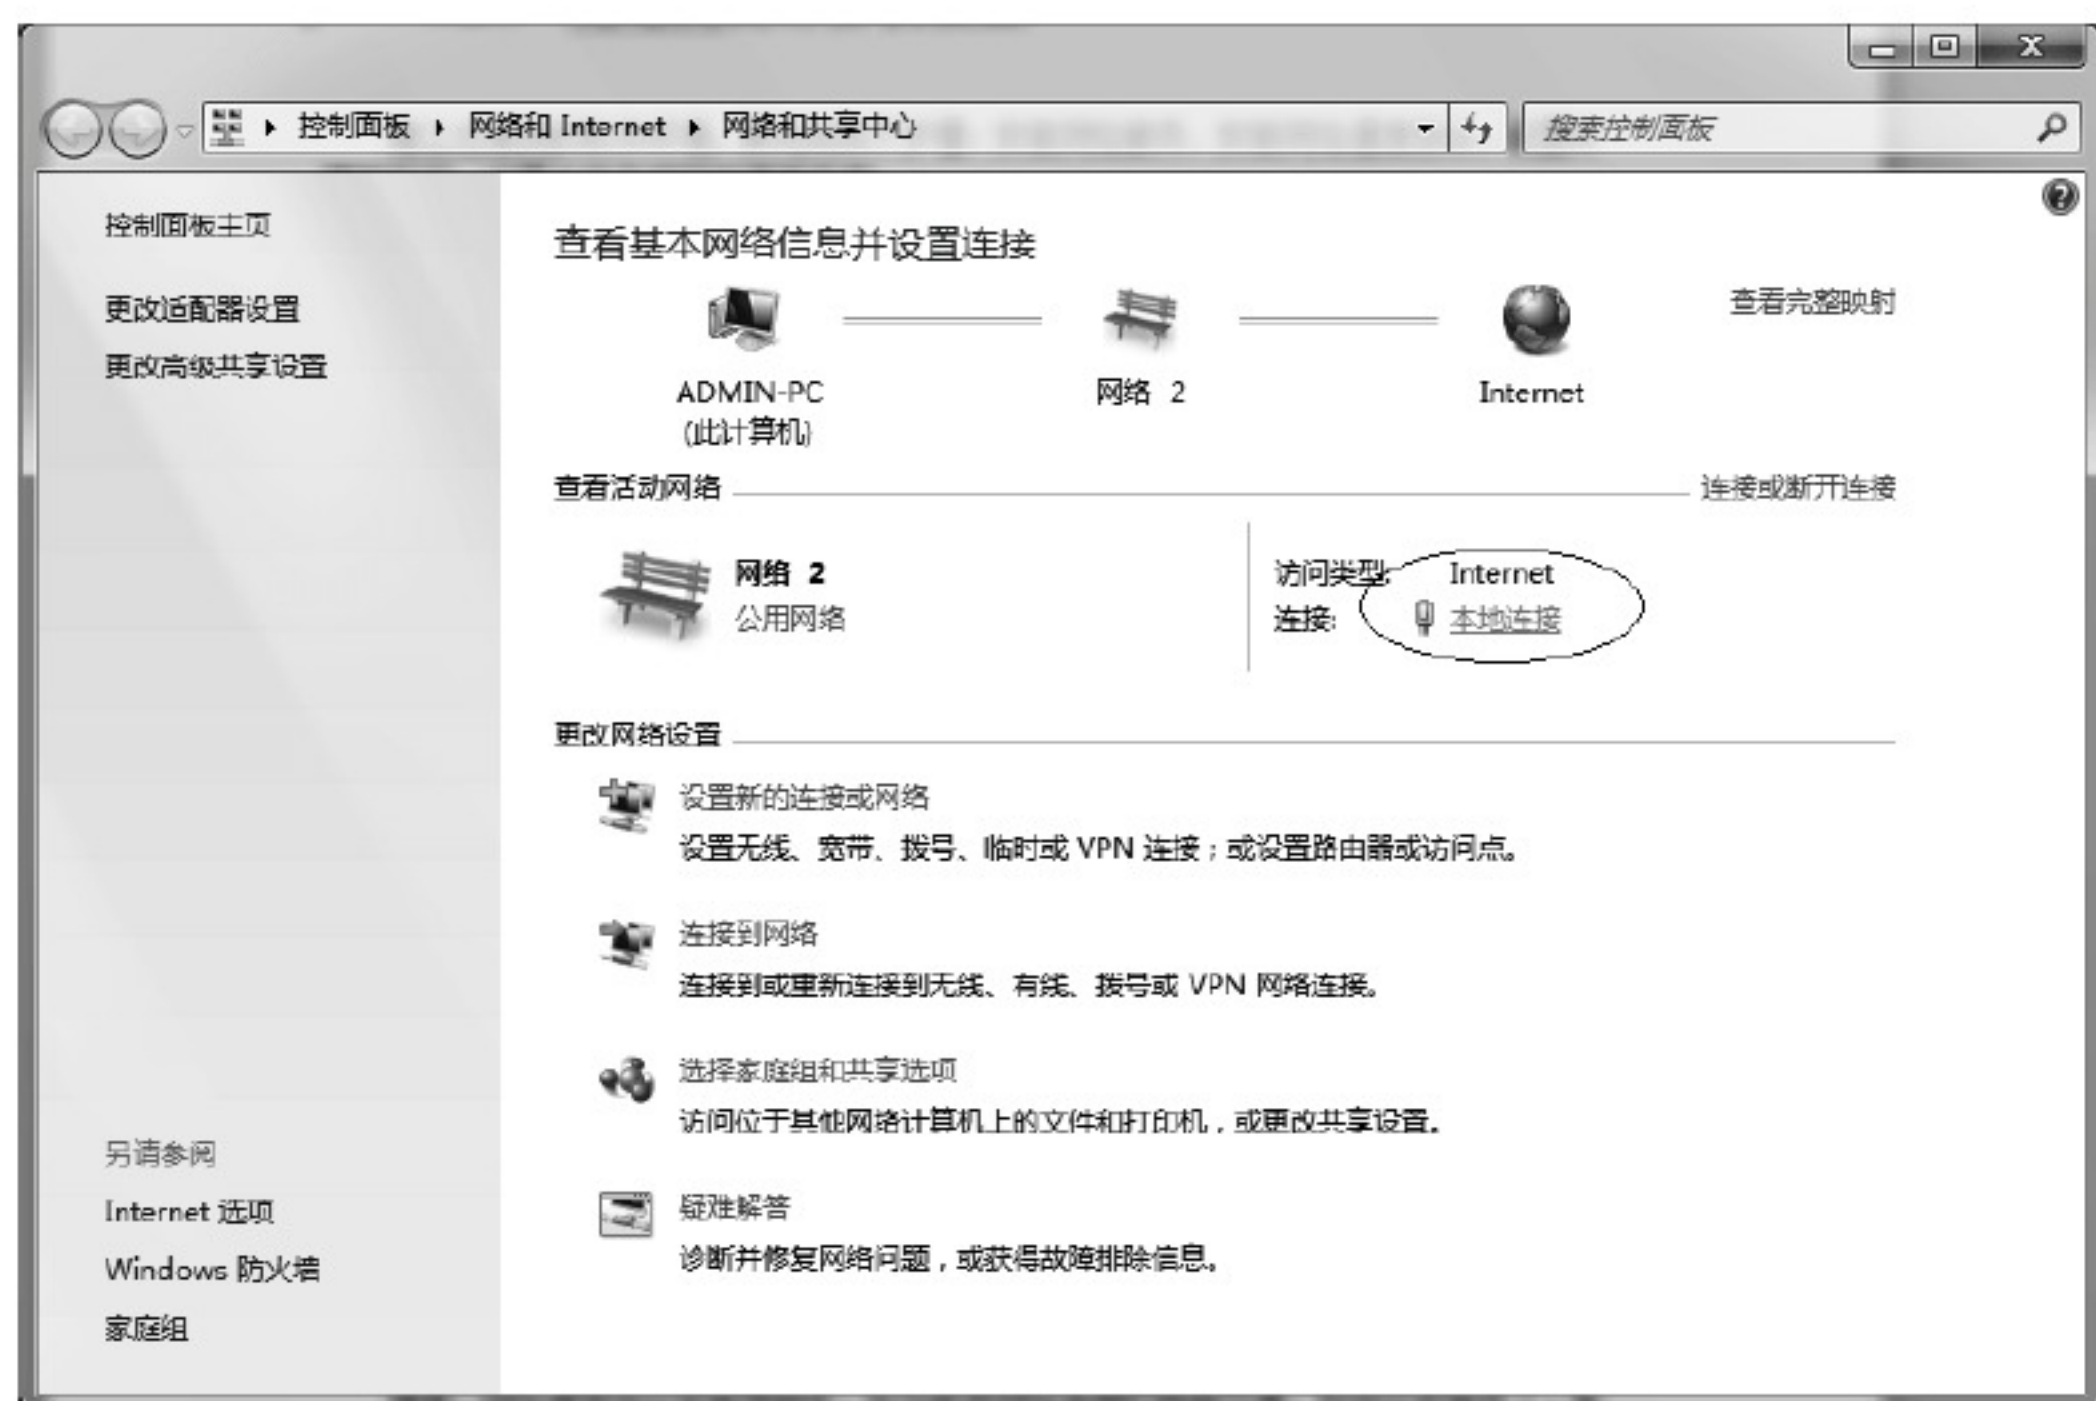 控制面板 网络和 Internet 网络和共享中心
搜索控制面板
控制面板主页
更改适配器设置
更改高级共享设置
另请参阅
Internet 选项
Windows 防火墙
家庭组
查看基本网络信息并设置连接
查看完整映射
ADMIN-PC
(此计算机)
网络 2
Internet
查看活动网络
连接或断开连接
网络 2
公用网络
访问类型: Internet
连接: 本地连接
更改网络设置
设置新的连接或网络
设置无线、宽带、拨号、临时或 VPN 连接；或设置路由器或访问点。
连接到网络
连接到或重新连接到无线、有线、拨号或 VPN 网络连接。
选择家庭组和共享选项
访问位于其他网络计算机上的文件和打印机，或更改共享设置。
疑难解答
诊断并修复网络问题，或获得故障排除信息。